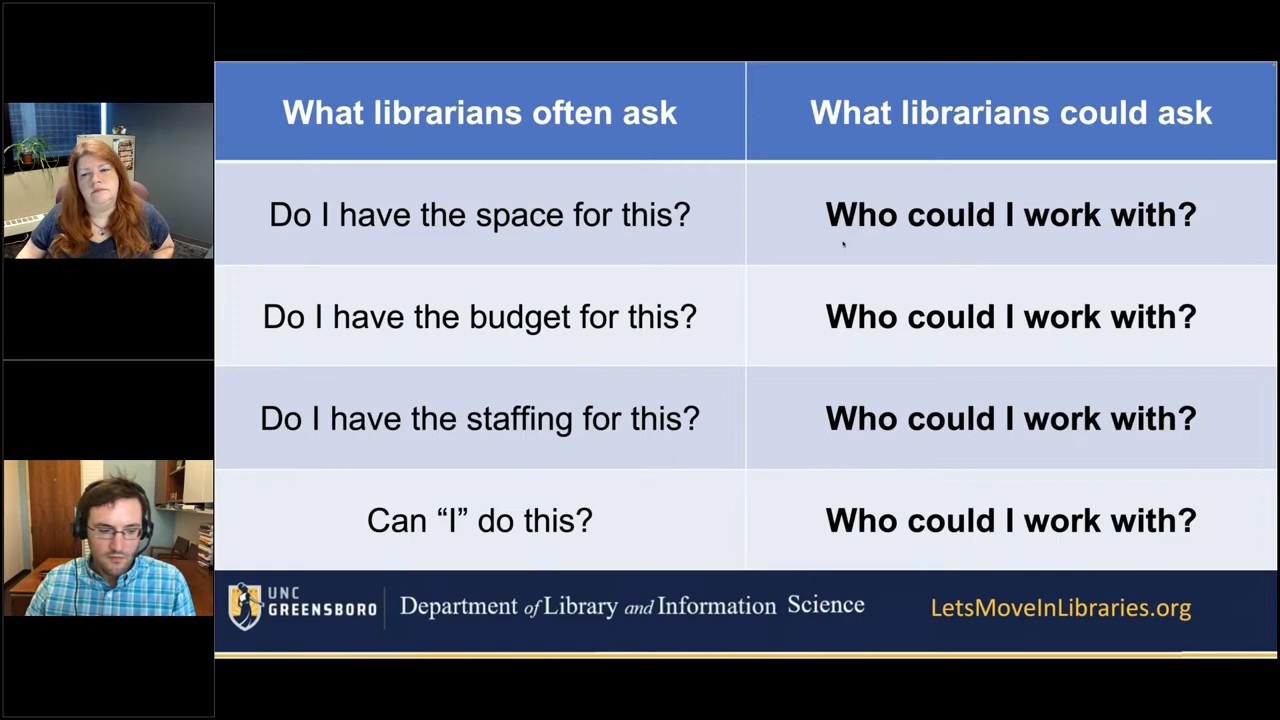 What librarians often ask
What librarians could ask
Do I have the space for this?
Who could I work with?
Do I have the budget for this?
Who could I work with?
Do I have the staffing for this?
Who could I work with?
Can “I” do this?
Who could I work with?
UNC
GREENSBORO
Department of Library and Information Science
LetsMoveInLibraries.org